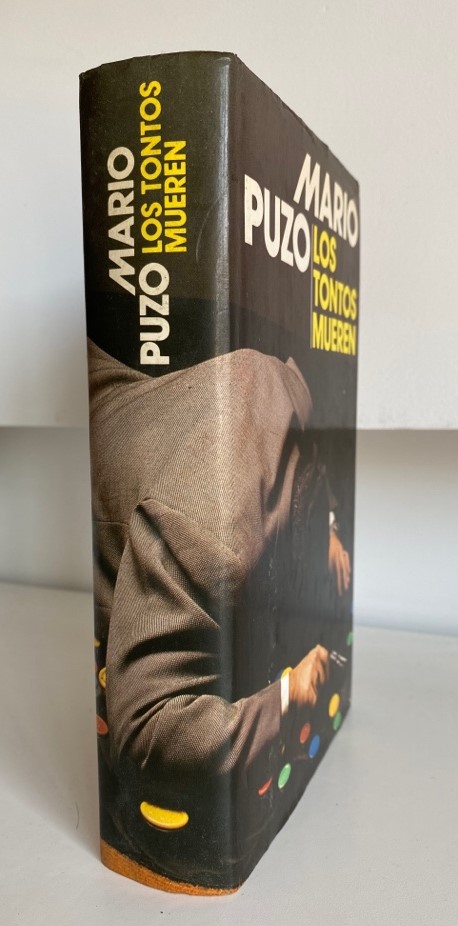 MARIO
PUZO
LOS TONTOS
MUEREN
MARIO
PUZO
LOS
TONTOS
MUEREN